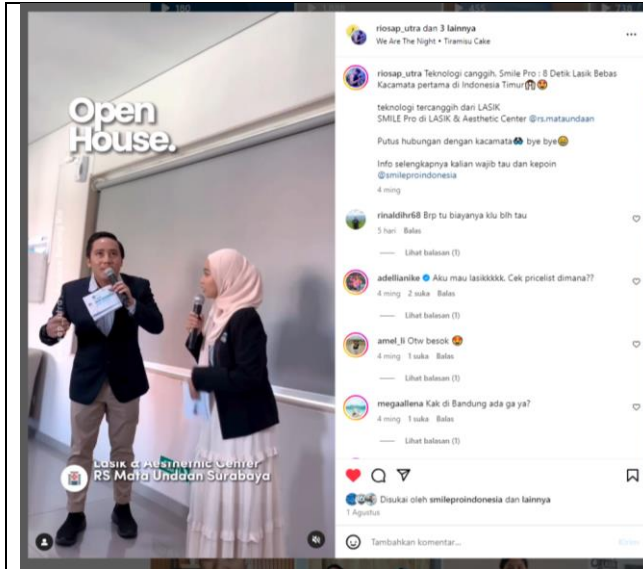 160
455
riosap_utra dan 3 lainnya
We Are The Night • Tiramisu Cake
riosap_utra Teknologi canggih. Smile Pro : 8 Detik Lasik Bebas
Kacamata pertama di Indonesia Timur
teknologi tercanggih dari LASIK
SMILE Pro di LASIK & Aesthetic Center @rs.mataundaan
Putus hubungan dengan kacamata🕶 bye bye😄
Info selengkapnya kalian wajib tau dan kepoin
@smileproindonesia
4 ming
rinaldihr68 Brp tu biayanya klu blh tau
5 hari Balas
Lihat balasan (1)
adellianike Aku mau lasikkkkk. Cek pricelist dimana??
4 ming 2 suka Balas
Lihat balasan (1)
amel_li Otw besok 😍
4 ming 1 suka Balas
Lihat balasan (1)
megaallena Kak di Bandung ada ga ya?
4 ming 1 suka Balas
Lihat balasan (1)
Disukai oleh smileproindonesia dan lainnya
1 Agustus
Tambahkan komentar...
Open
House.
Lasik & Aesthethic Center
RS Mata Undaan Surabaya